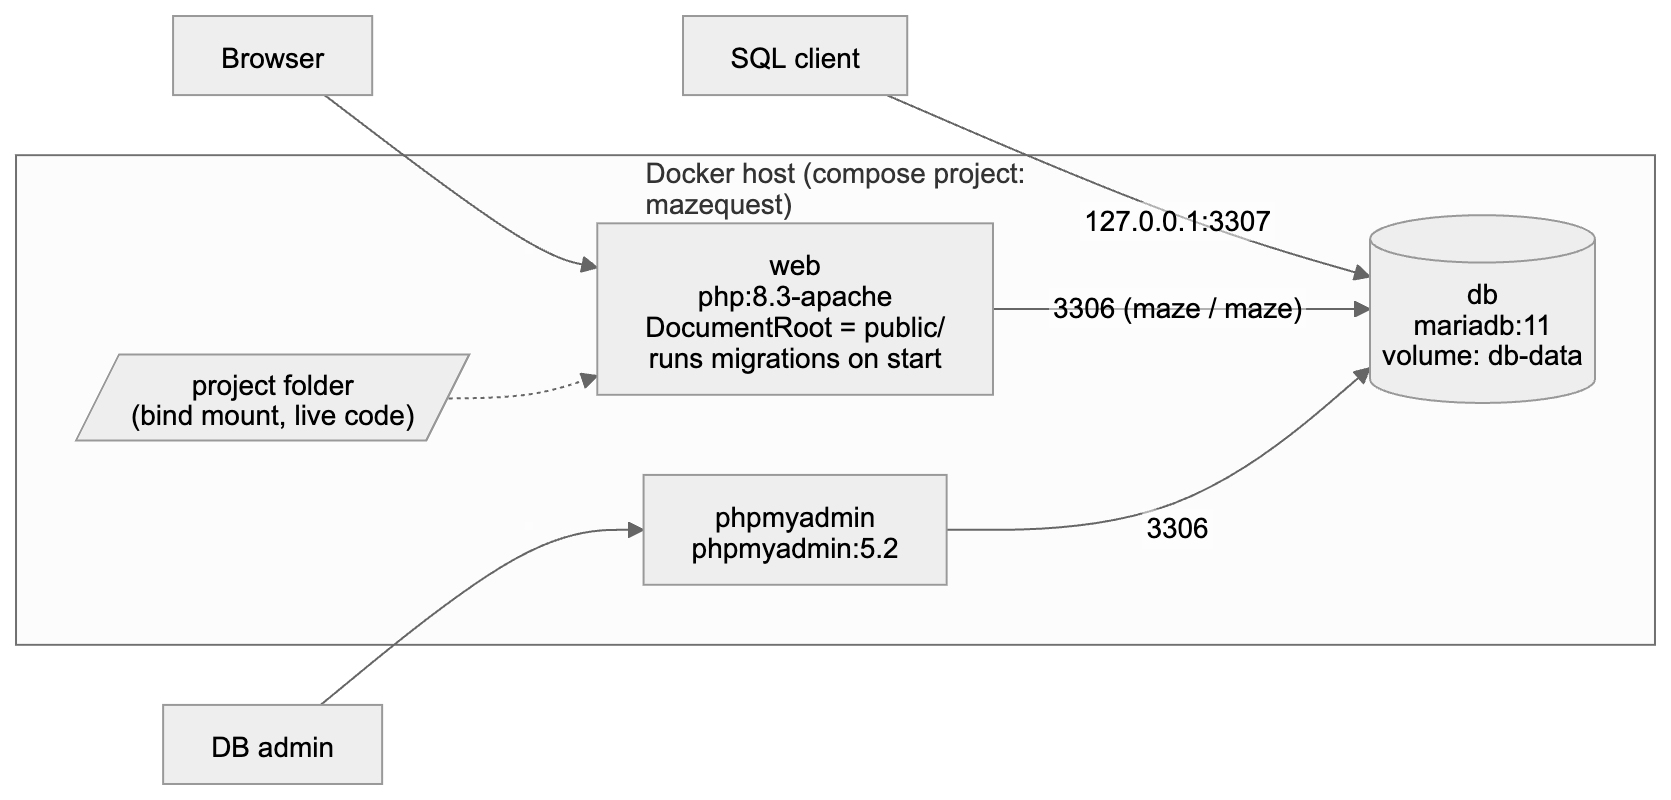 Browser
SQL client
Docker host (compose project:
mazequest)
127.0.0.1:3307
web
php:8.3-apache
DocumentRoot = public/
runs migrations on start
3306 (maze / maze)
db
mariadb:11
volume: db-data
project folder
(bind mount, live code)
phpmyadmin
phpmyadmin:5.2
3306
DB admin